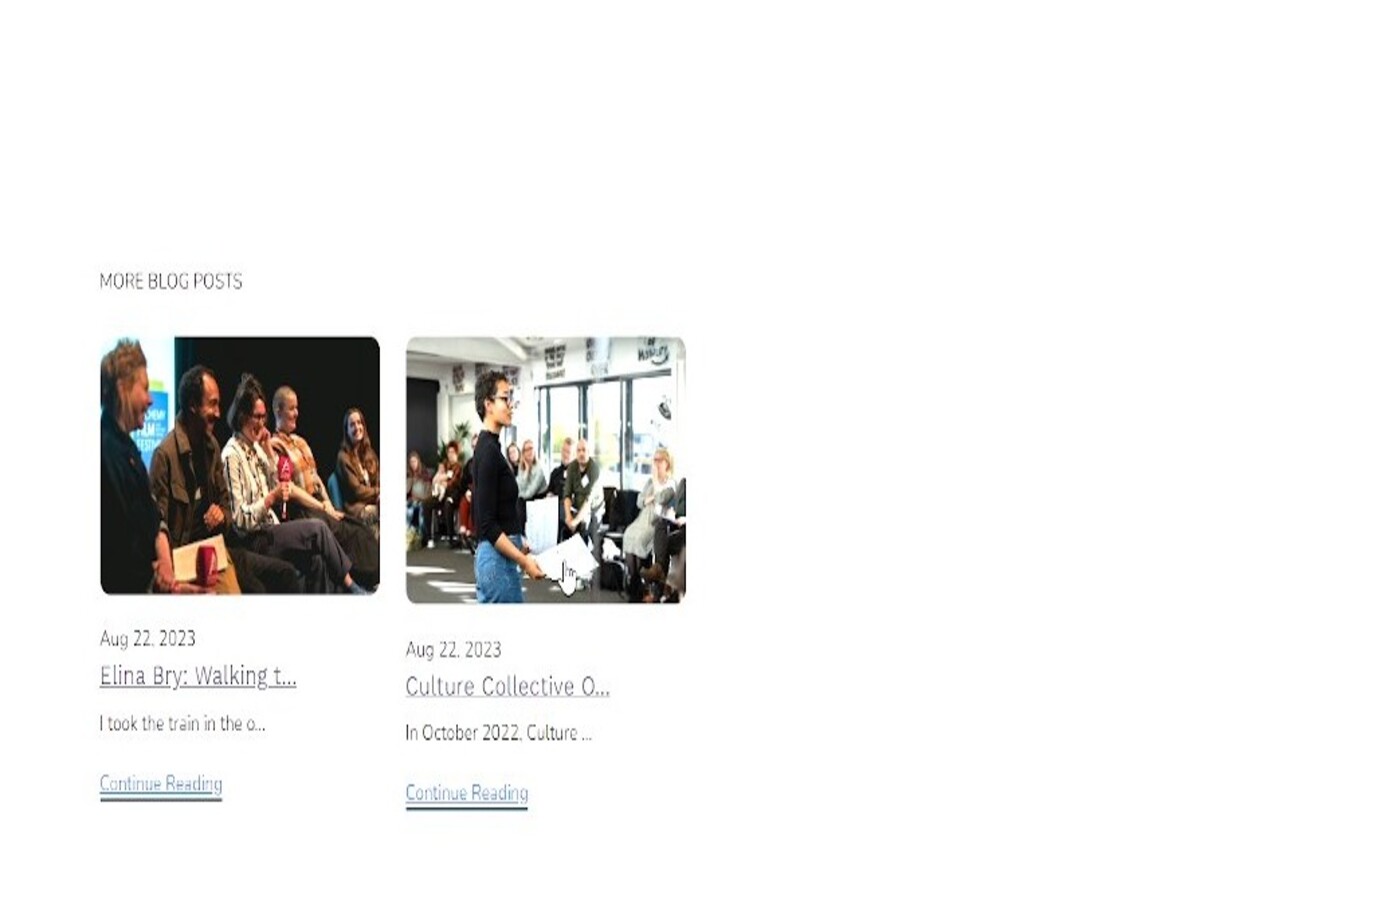 MORE BLOG POSTS
FILM
Aug 22, 2023
Elina Bry: Walking t...
I took the train in the o...
Continue Reading
Aug 22, 2023
Culture Collective O...
In October 2022, Culture ...
Continue Reading